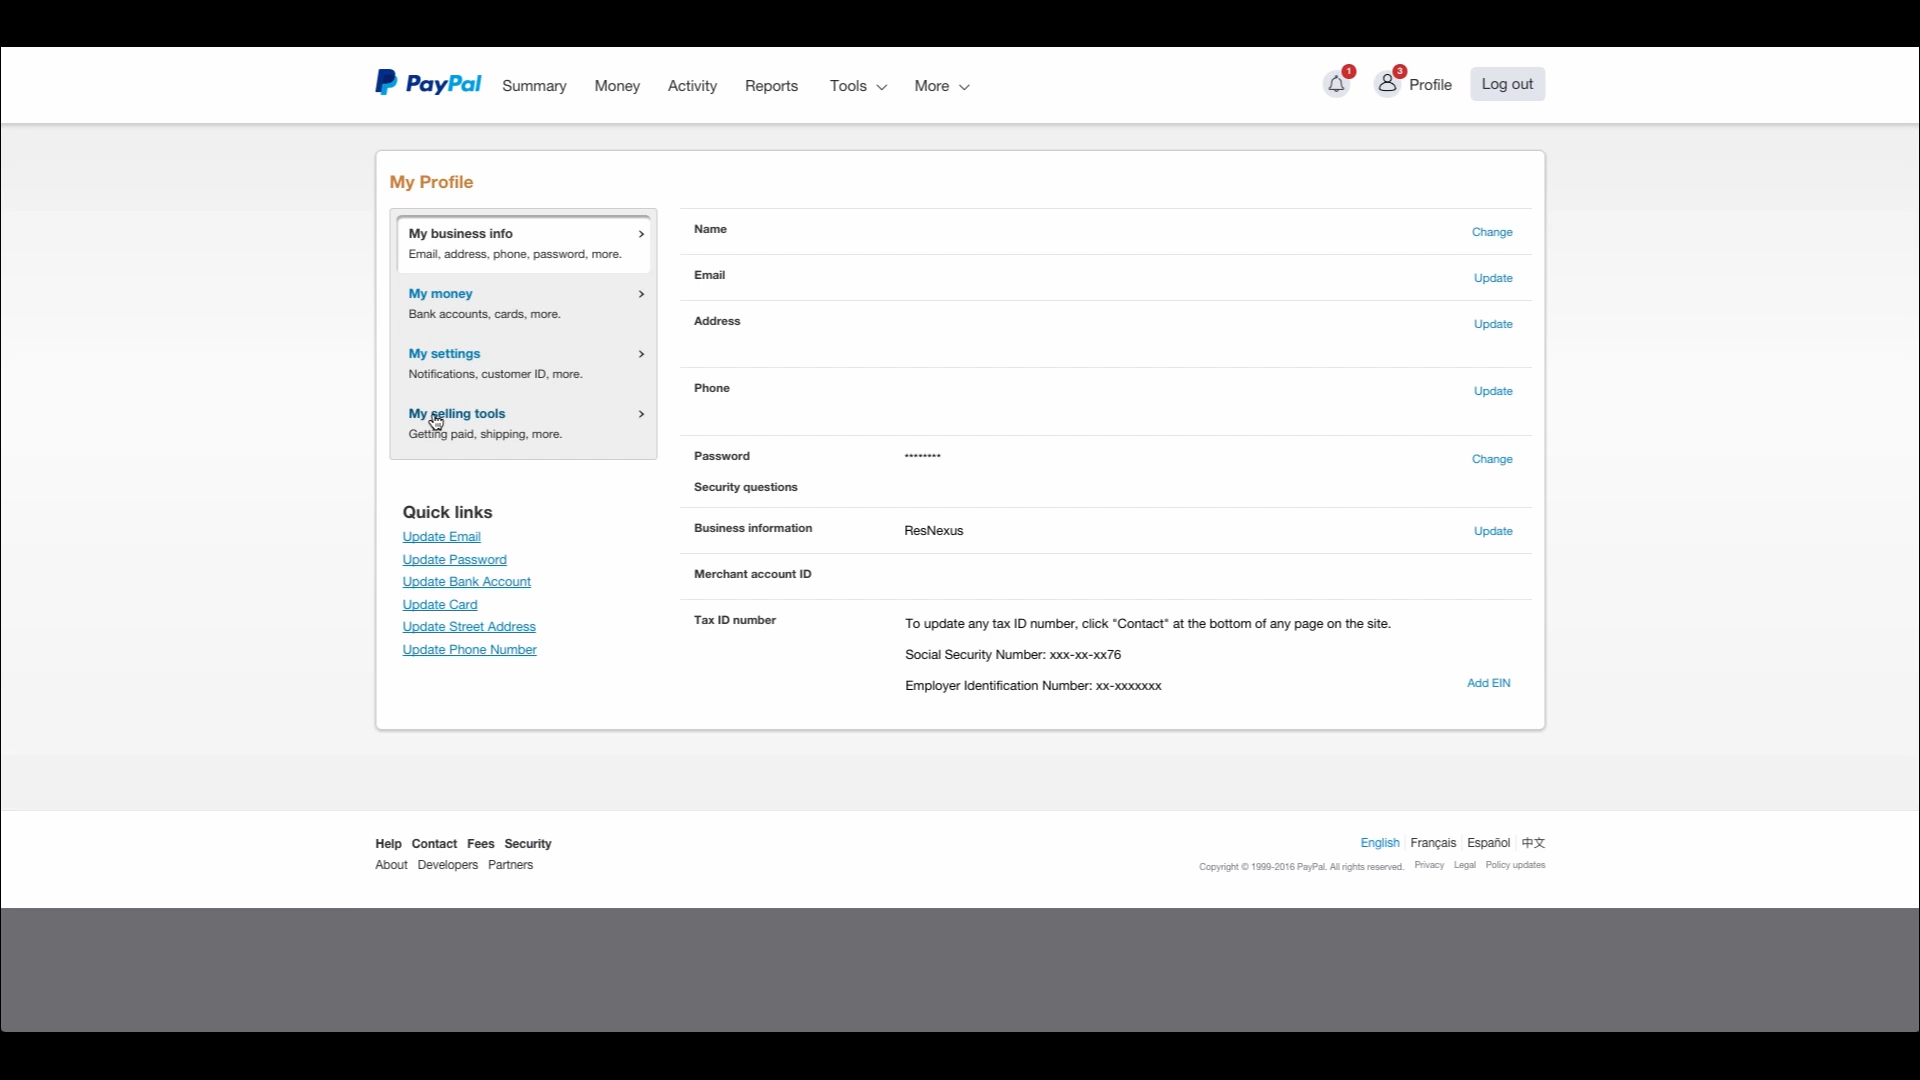 PayPal Summary Money Activity Reports Tools More 1 3 Profile Log out
My Profile
My business info
Email, address, phone, password, more.
My money
Bank accounts, cards, more.
My settings
Notifications, customer ID, more.
My selling tools
Getting paid, shipping, more.
Quick links
Update Email
Update Password
Update Bank Account
Update Card
Update Street Address
Update Phone Number
Name Change
Email Update
Address Update
Phone Update
Password ******** Change
Security questions
Business information ResNexus Update
Merchant account ID
Tax ID number To update any tax ID number, click "Contact" at the bottom of any page on the site.
Social Security Number: xxx-xx-xx76
Employer Identification Number: xx-xxxxxxx Add EIN
Help Contact Fees Security
About Developers Partners
English Français Español 中文
Copyright © 1999-2016 PayPal. All rights reserved. Privacy Legal Policy updates